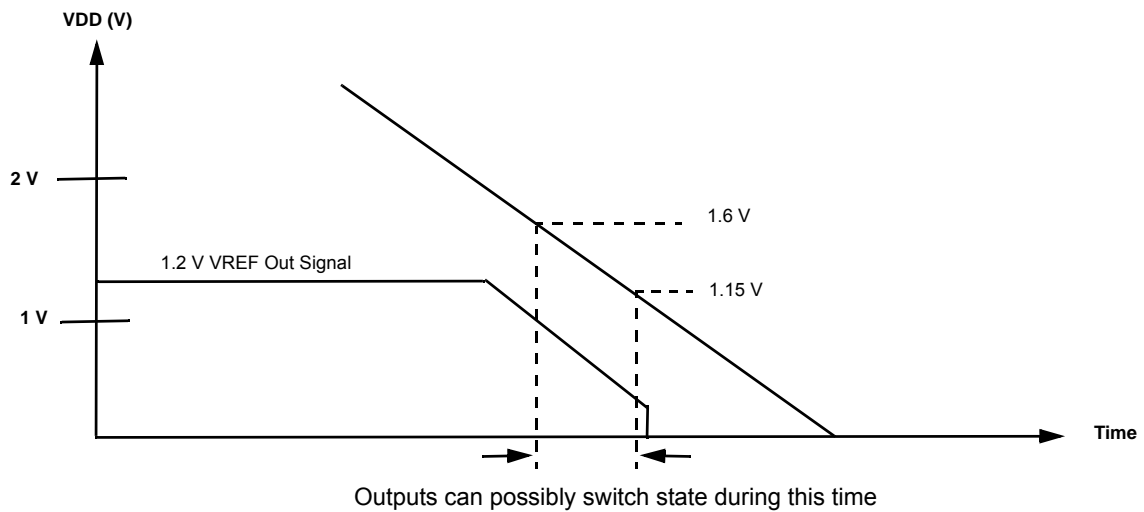 VDD (V)
2 V
1.6 V
1.2 V VREF Out Signal
1.15 V
1 V
Time
Outputs can possibly switch state during this time